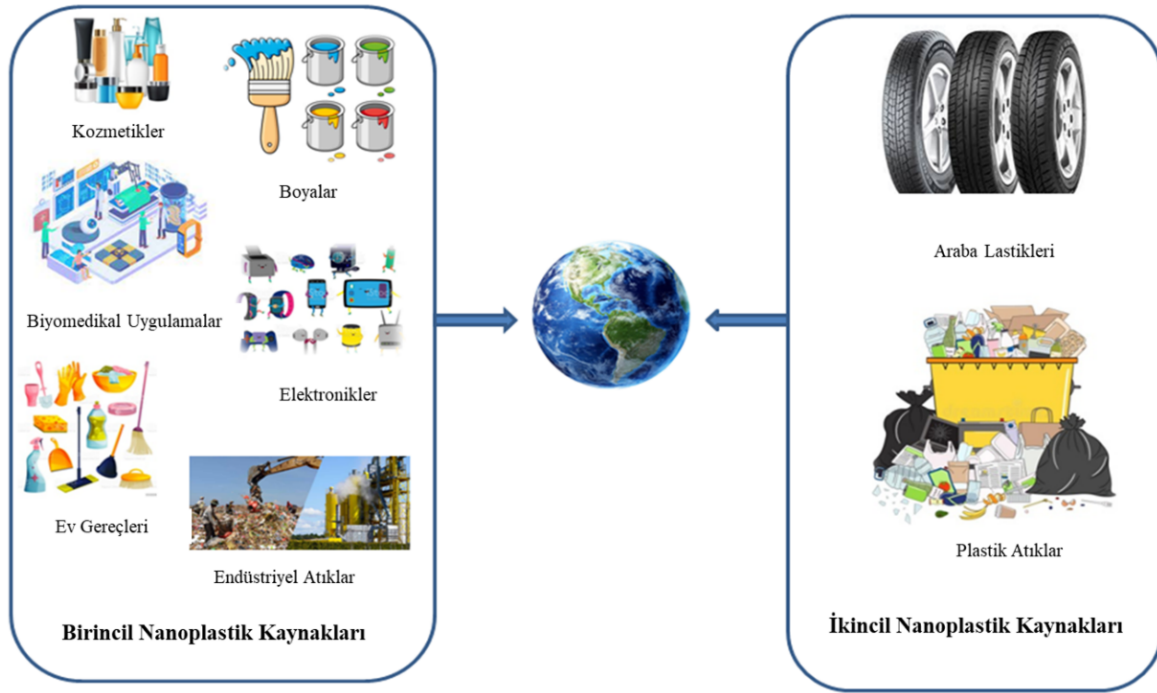 Kozmetikler
Boyalar
Biyomedikal Uygulamalar
Elektronikler
Ev Gereçleri
Endüstriyel Atıklar
Birincil Nanoplastik Kaynakları
Araba Lastikleri
Plastik Atıklar
İkincil Nanoplastik Kaynakları